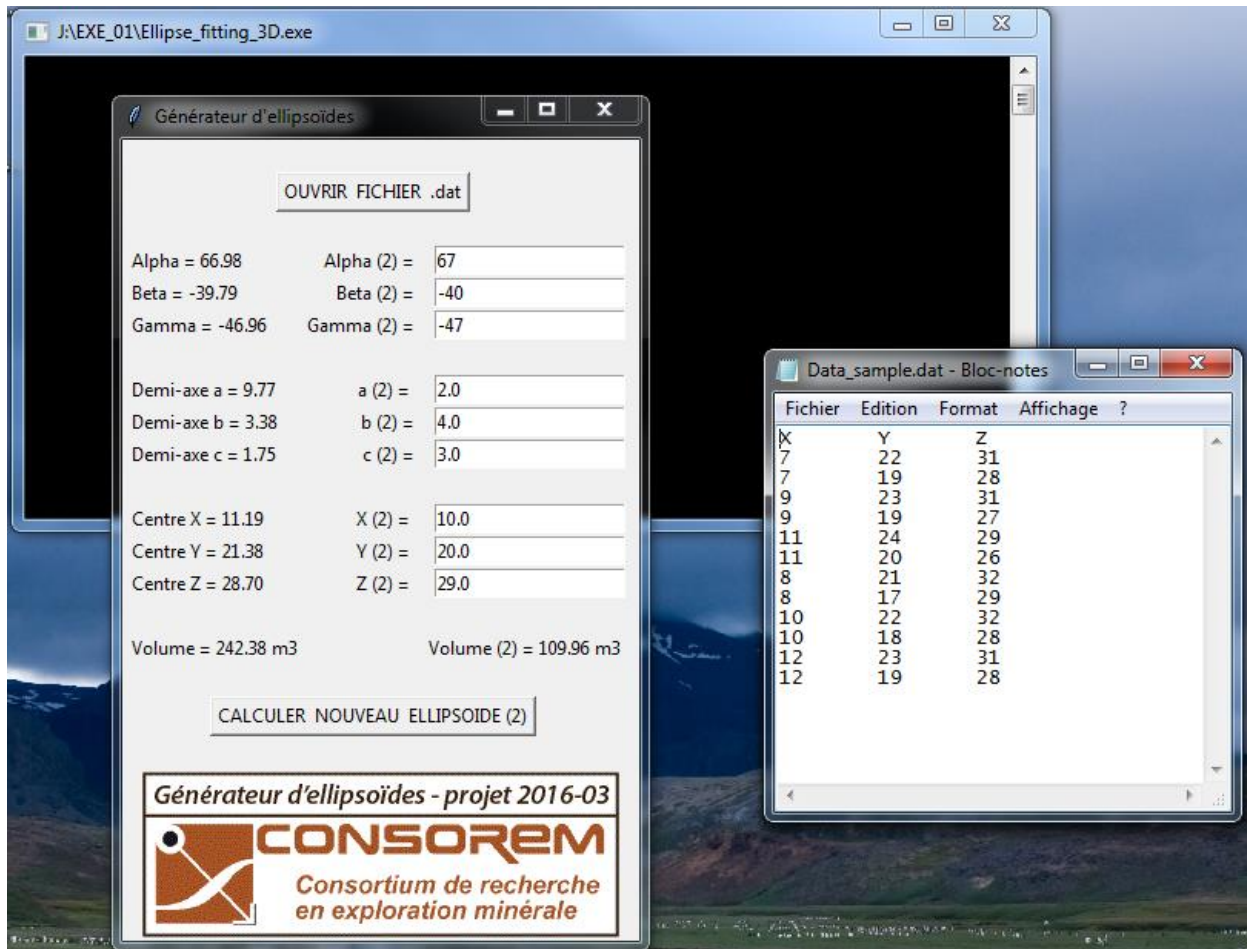 J:\EXE_01\Ellipse_fitting_3D.exe
Générateur d'ellipsoïdes
OUVRIR FICHIER .dat
Alpha = 66.98 Alpha (2) = 67
Beta = -39.79 Beta (2) = -40
Gamma = -46.96 Gamma (2) = -47
Demi-axe a = 9.77 a (2) = 2.0
Demi-axe b = 3.38 b (2) = 4.0
Demi-axe c = 1.75 c (2) = 3.0
Centre X = 11.19 X (2) = 10.0
Centre Y = 21.38 Y (2) = 20.0
Centre Z = 28.70 Z (2) = 29.0
Volume = 242.38 m3 Volume (2) = 109.96 m3
CALCULER NOUVEAU ELLIPSOIDE (2)
Générateur d'ellipsoïdes - projet 2016-03
CONSOREM
Consortium de recherche
en exploration minérale
Data_sample.dat - Bloc-notes
Fichier Edition Format Affichage ?
X Y Z
7 22 31
7 19 28
9 23 31
9 19 27
11 24 29
11 20 26
8 21 32
8 17 29
10 22 32
10 18 28
12 23 31
12 19 28